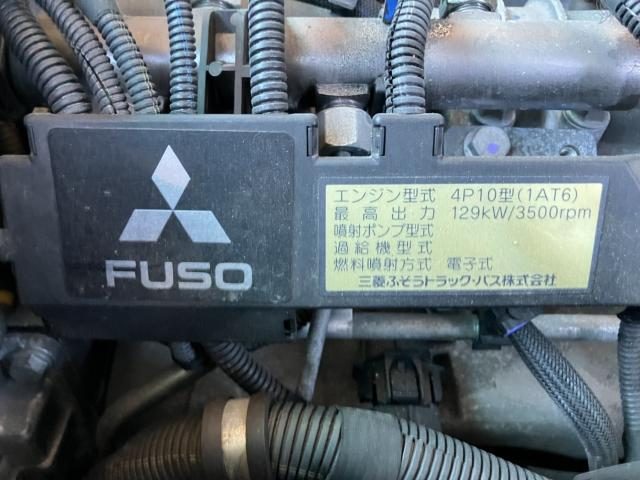 FUSO
エンジン型式 4P10型(1AT6)
最高出力 129kW/3500rpm
噴射ポンプ型式
過給機型式
燃料噴射方式 電子式
三菱ふそうトラック・バス株式会社